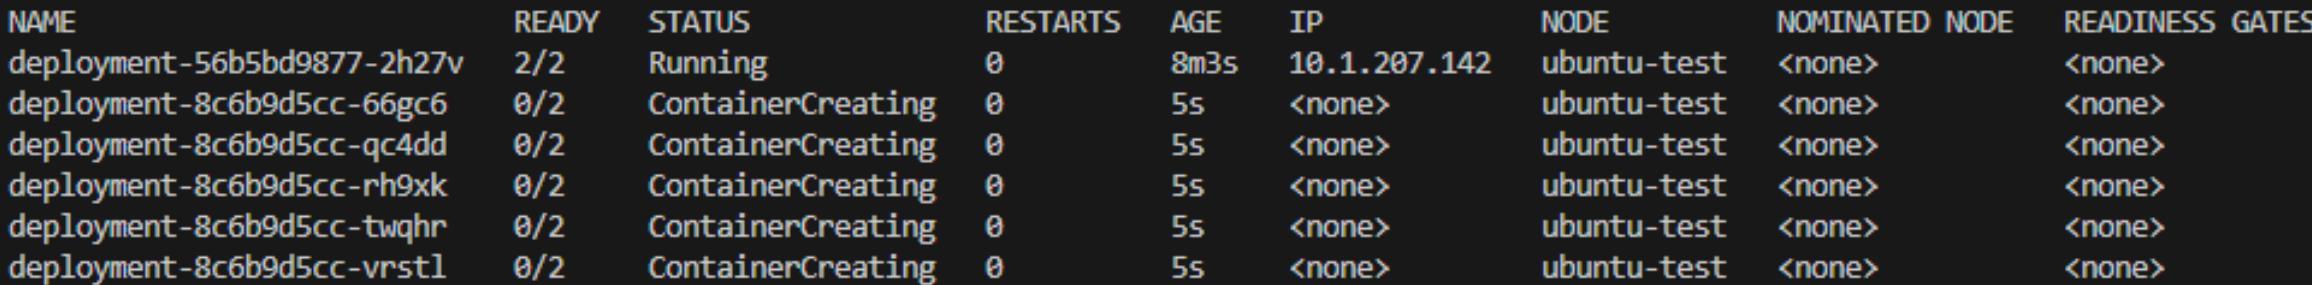 NAME READY STATUS RESTARTS AGE IP NODE NOMINATED NODE READINESS GATES
deployment-56b5bd9877-2h27v 2/2 Running 0 8m3s 10.1.207.142 ubuntu-test <none> <none>
deployment-8c6b9d5cc-66gc6 0/2 ContainerCreating 0 5s <none> ubuntu-test <none> <none>
deployment-8c6b9d5cc-qc4dd 0/2 ContainerCreating 0 5s <none> ubuntu-test <none> <none>
deployment-8c6b9d5cc-rh9xk 0/2 ContainerCreating 0 5s <none> ubuntu-test <none> <none>
deployment-8c6b9d5cc-twqhr 0/2 ContainerCreating 0 5s <none> ubuntu-test <none> <none>
deployment-8c6b9d5cc-vrstl 0/2 ContainerCreating 0 5s <none> ubuntu-test <none> <none>